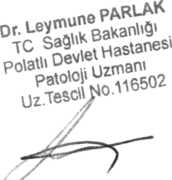 Dr. Leymune PARLAK
TC Sağlık Bakanlığı
Polatlı Devlet Hastanesi
Patoloji Uzmanı
Uz.Tescil No.116502